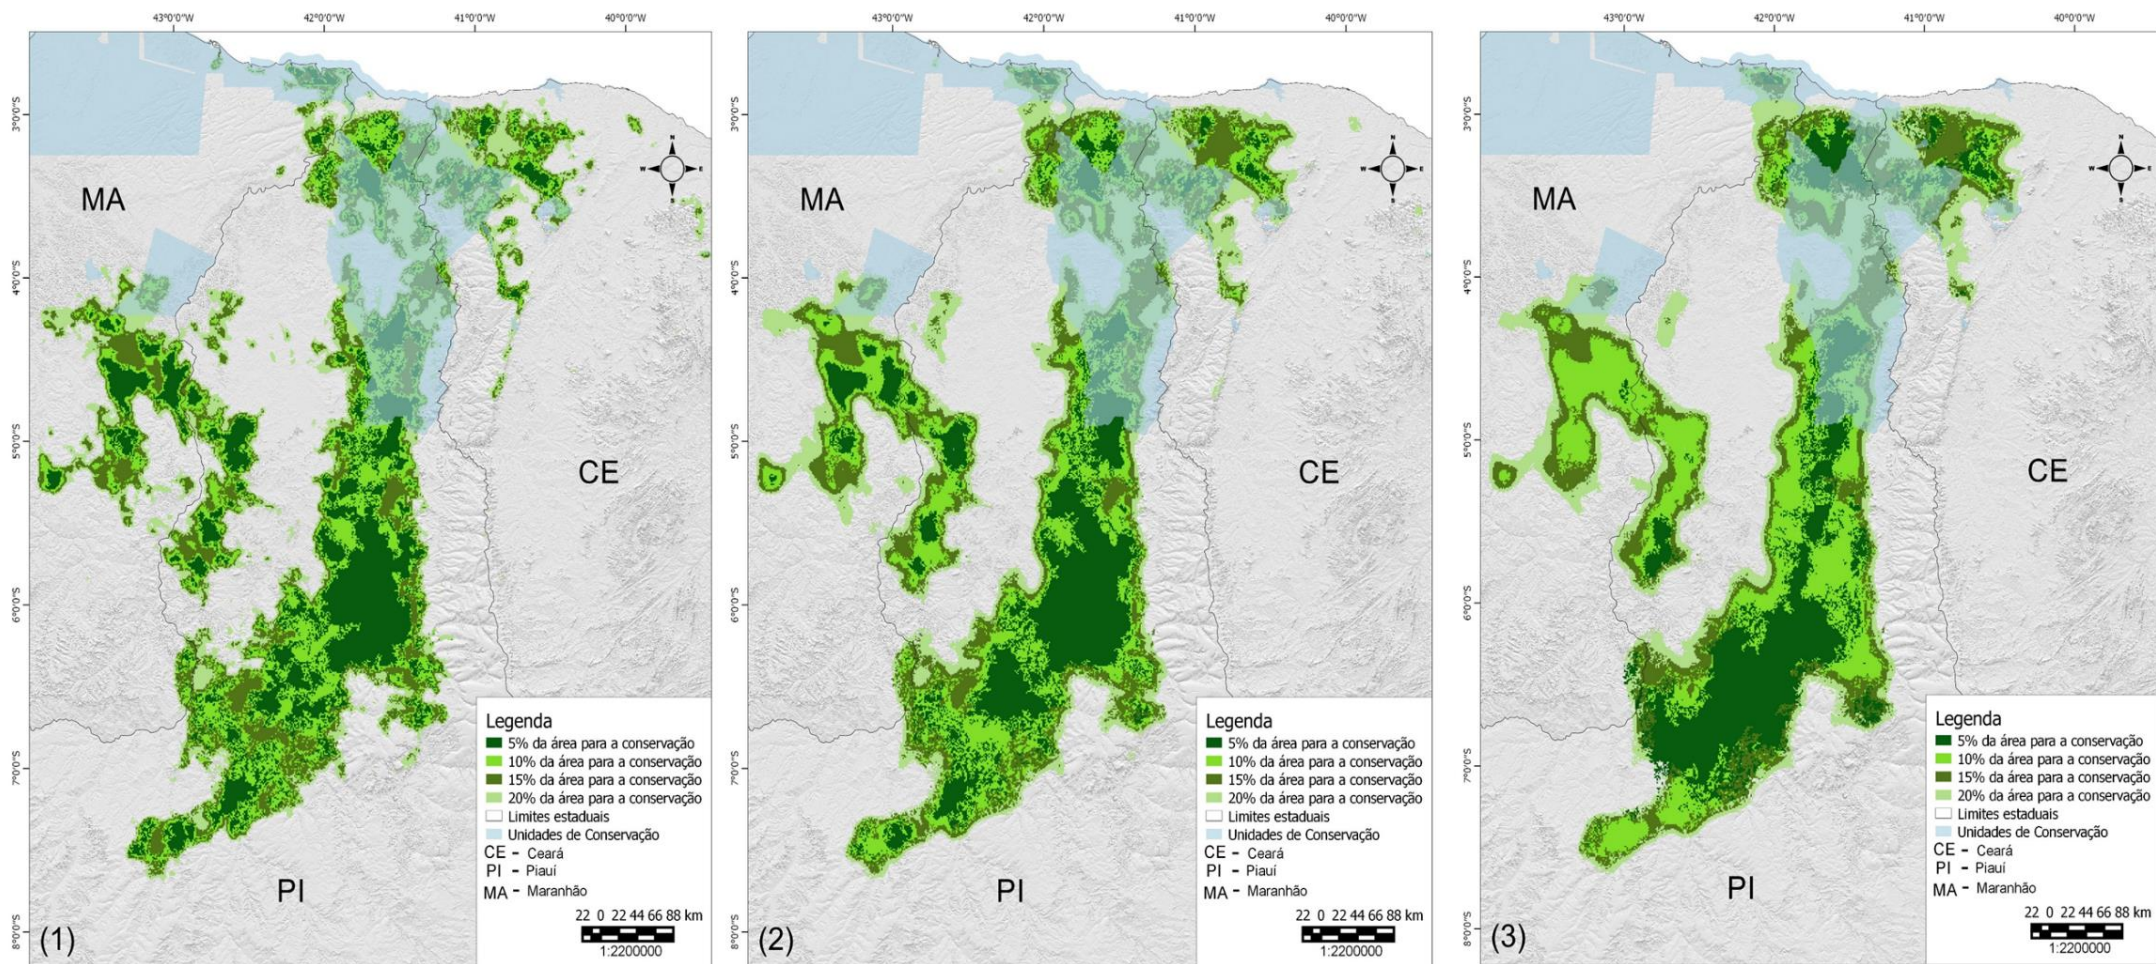 43°0'0"W 42°0'0"W 41°0'0"W 40°0'0"W
3°0'0"S
4°0'0"S
5°0'0"S
6°0'0"S
7°0'0"S
8°0'0"S
N
W E
S
MA
CE
PI
Legenda
5% da área para a conservação
10% da área para a conservação
15% da área para a conservação
20% da área para a conservação
Limites estaduais
Unidades de Conservação
CE - Ceará
PI - Piauí
MA - Maranhão
22 0 22 44 66 88 km
1:2200000
(1)
43°0'0"W 42°0'0"W 41°0'0"W 40°0'0"W
3°0'0"S
4°0'0"S
5°0'0"S
6°0'0"S
7°0'0"S
8°0'0"S
N
W E
S
MA
CE
PI
Legenda
5% da área para a conservação
10% da área para a conservação
15% da área para a conservação
20% da área para a conservação
Limites estaduais
Unidades de Conservação
CE - Ceará
PI - Piauí
MA - Maranhão
22 0 22 44 66 88 km
1:2200000
(2)
43°0'0"W 42°0'0"W 41°0'0"W 40°0'0"W
3°0'0"S
4°0'0"S
5°0'0"S
6°0'0"S
7°0'0"S
8°0'0"S
N
W E
S
MA
CE
PI
Legenda
5% da área para a conservação
10% da área para a conservação
15% da área para a conservação
20% da área para a conservação
Limites estaduais
Unidades de Conservação
CE - Ceará
PI - Piauí
MA - Maranhão
22 0 22 44 66 88 km
1:2200000
(3)